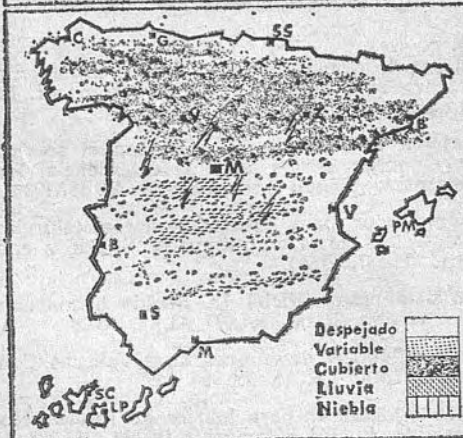 C
G
SS
V
Z
B
M
V
PM
B
S
M
SC
LP
Despejado
Variable
Cubierto
Lluvia
Niebla